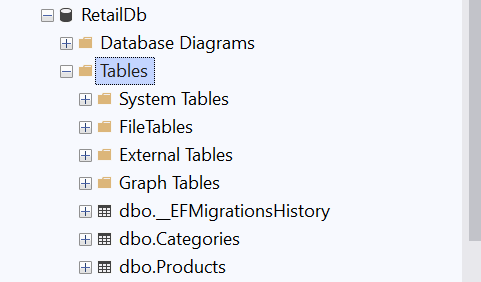 RetailDb
Database Diagrams
Tables
System Tables
FileTables
External Tables
Graph Tables
dbo.__EFMigrationsHistory
dbo.Categories
dbo.Products